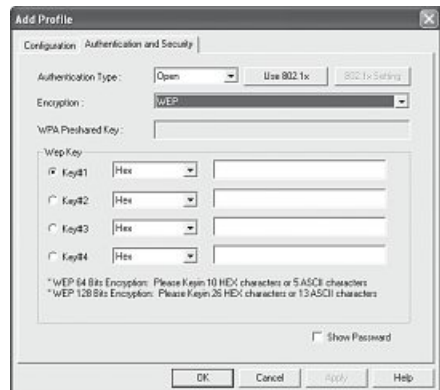 Add Profile
Configuration Authentication and Security
Authentication Type : Open Use 802.1x 802.1x Setting
Encryption : WEP
WPA Preshared Key :
Wep Key
Key#1 Hex
Key#2 Hex
Key#3 Hex
Key#4 Hex
* WEP 64 Bits Encryption: Please Keyin 10 HEX characters or 5 ASCII characters
* WEP 128 Bits Encryption: Please Keyin 26 HEX characters or 13 ASCII characters
Show Password
OK Cancel Apply Help